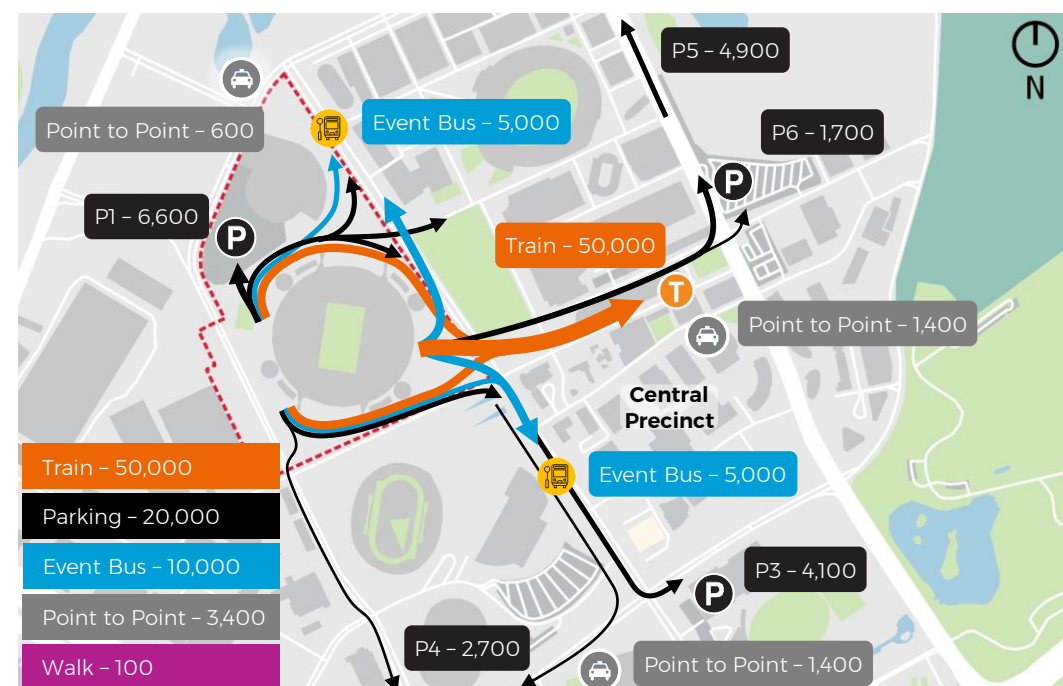 P5 – 4,900
N
Point to Point – 600
Event Bus – 5,000
P6 – 1,700
P
P1 – 6,600
P
Train – 50,000
T
Point to Point – 1,400
Central
Precinct
Train – 50,000
Event Bus – 5,000
Parking – 20,000
Event Bus – 10,000
P3 – 4,100
P
Point to Point – 3,400
P4 – 2,700
Point to Point – 1,400
Walk – 100